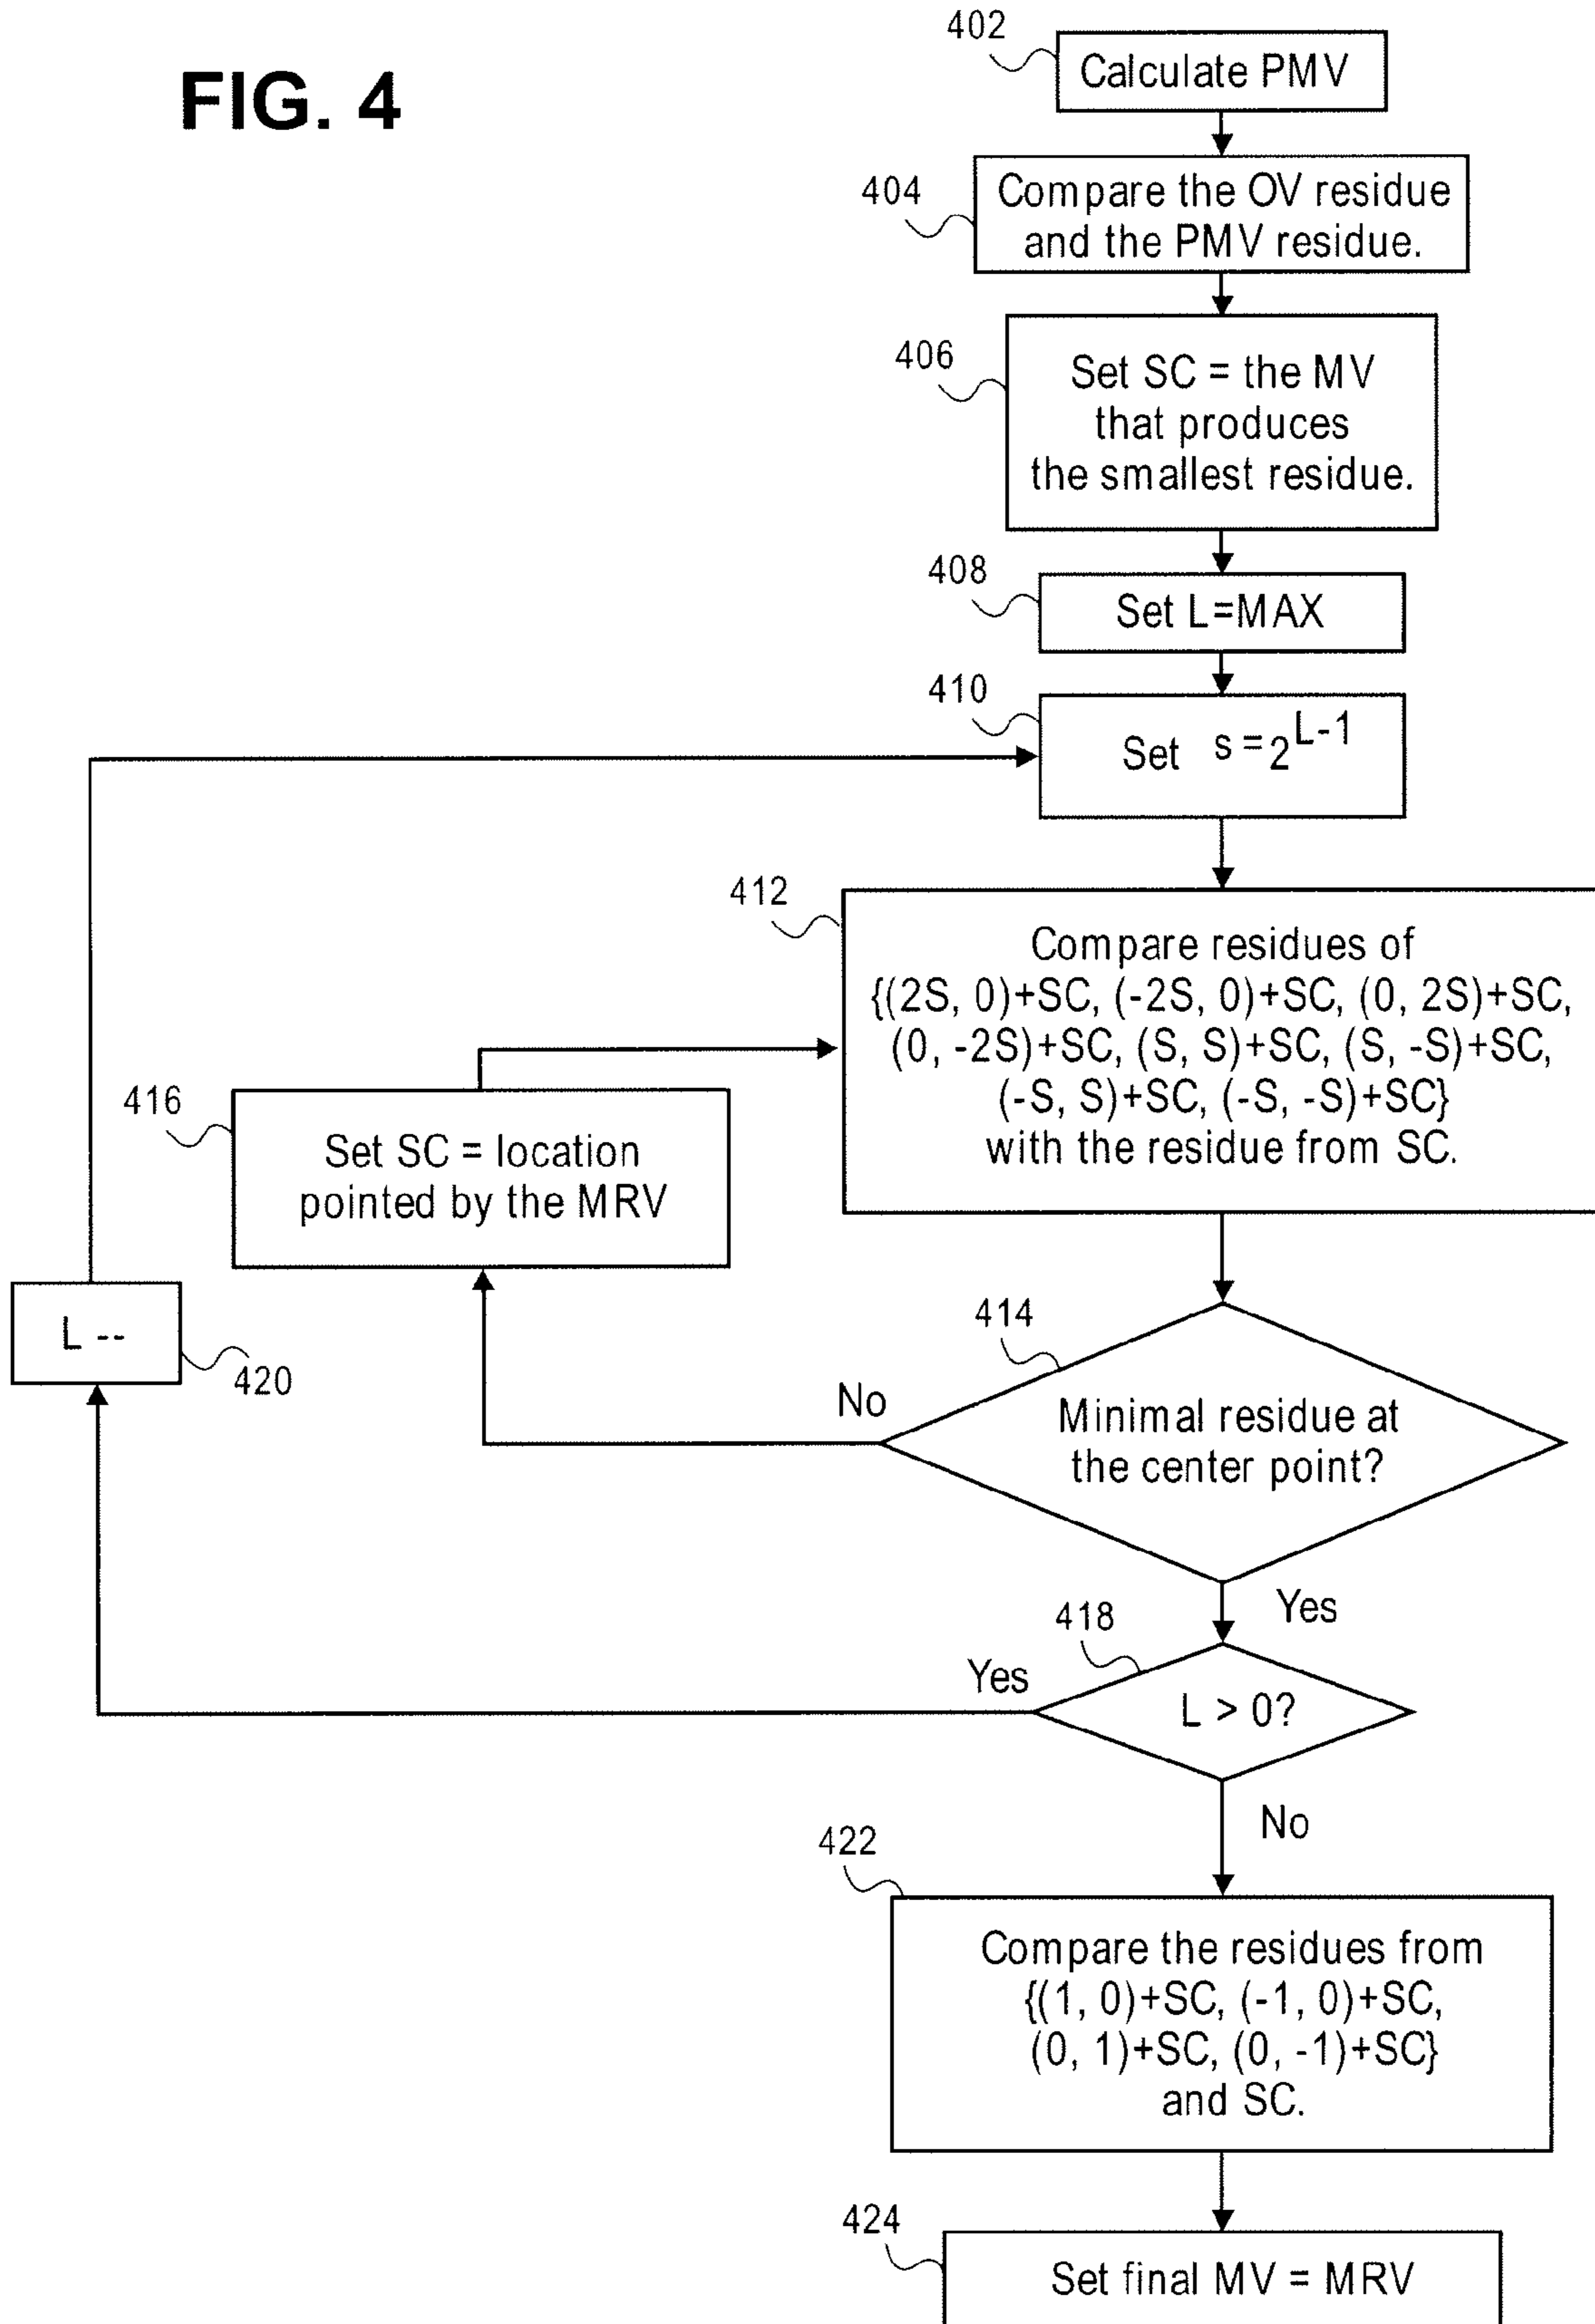 FIG. 4
402
Calculate PMV
404
Compare the OV residue
and the PMV residue.
406
Set SC = the MV
that produces
the smallest residue.
408
Set L=MAX
410
Set s=2^L-1
412
Compare residues of
{(2S, 0)+SC, (-2S, 0)+SC, (0, 2S)+SC,
(0, -2S)+SC, (S, S)+SC, (S, -S)+SC,
(-S, S)+SC, (-S, -S)+SC}
with the residue from SC.
416
Set SC = location
pointed by the MRV
L --
420
414
No
Minimal residue at
the center point?
Yes
418
Yes
L > 0?
No
422
Compare the residues from
{(1, 0)+SC, (-1, 0)+SC,
(0, 1)+SC, (0, -1)+SC}
and SC.
424
Set final MV = MRV